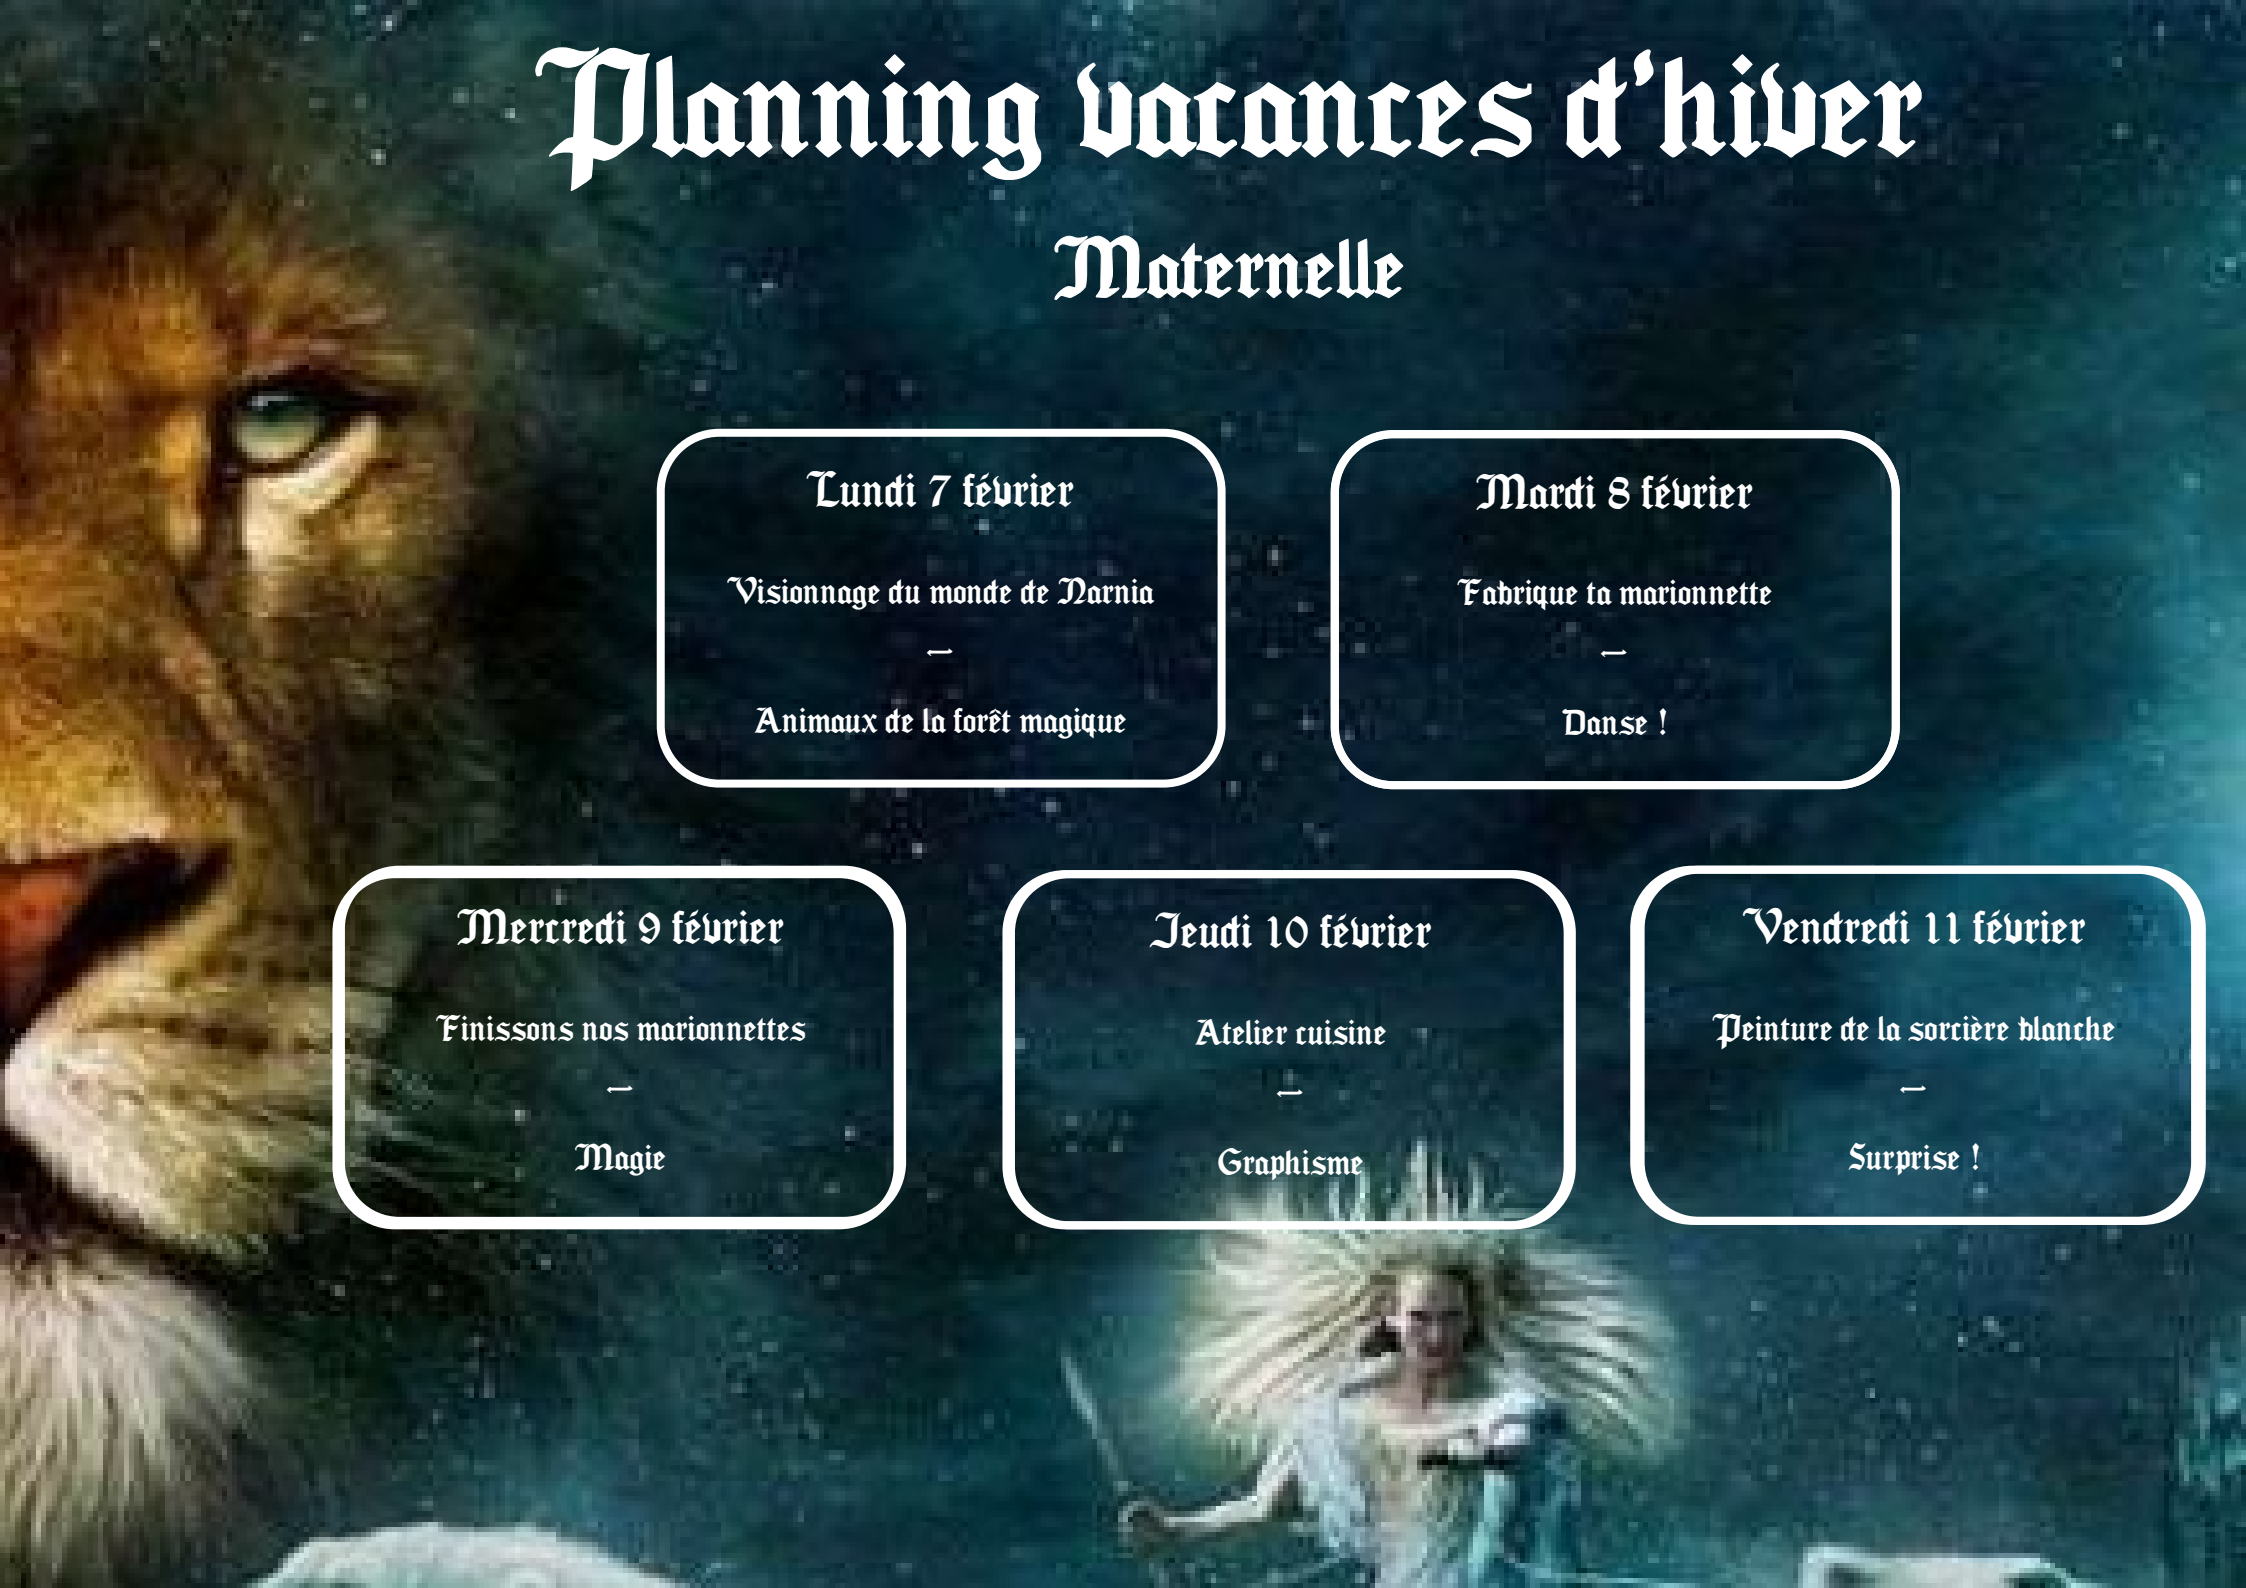 Planning vacances d'hiver
Maternelle
Lundi 7 février
Visionnage du monde de Narnia
–
Animaux de la forêt magique
Mardi 8 février
Fabrique ta marionnette
–
Danse !
Mercredi 9 février
Finissons nos marionnettes
–
Magie
Jeudi 10 février
Atelier cuisine
–
Graphisme
Vendredi 11 février
Peinture de la sorcière blanche
–
Surprise !